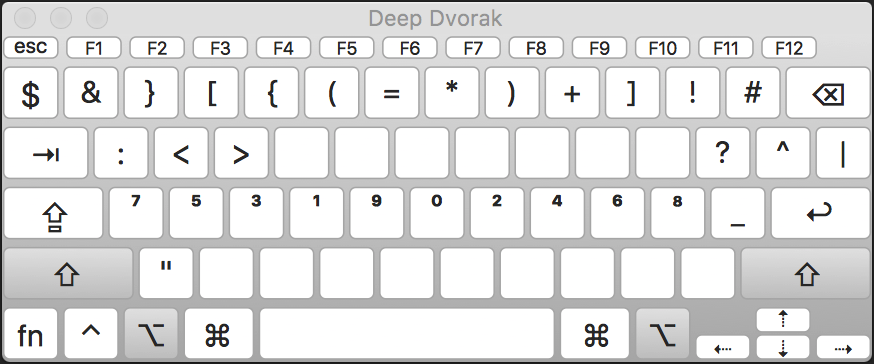 Deep Dvorak
esc F1 F2 F3 F4 F5 F6 F7 F8 F9 F10 F11 F12
$ & } [ { ( = * ) + ] ! # ⌫
⇥ : < > ? ^ |
⇪ 7 5 3 1 9 0 2 4 6 8 _ ↩
⇧ " ⇧
fn ^ ⌥ ⌘ ⌘ ⌥ ⇠ ⇡ ⇣ ⇢